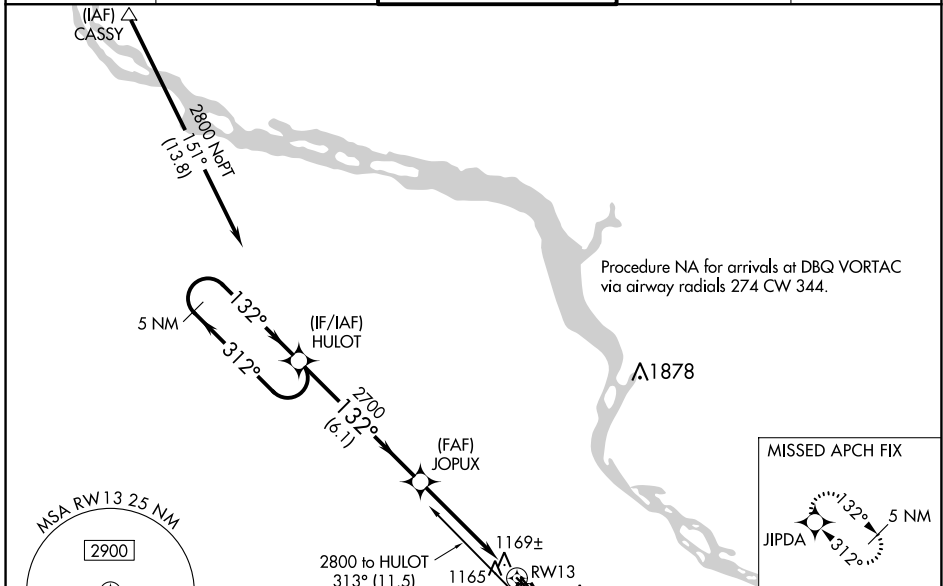 (IAF)
CASSY
2800 NoPT
151°
(13.8)
Procedure NA for arrivals at DBQ VORTAC
via airway radials 274 CW 344.
132°
5 NM
(IF/IAF)
HULOT
312°
1878
2700
132°
(6.1)
(FAF)
JOPUX
MISSED APCH FIX
132°
5 NM
JIPDA
312°
MSA RW13 25 NM
2900
1169±
2800 to HULOT
313° (11.5)
1165
RW13